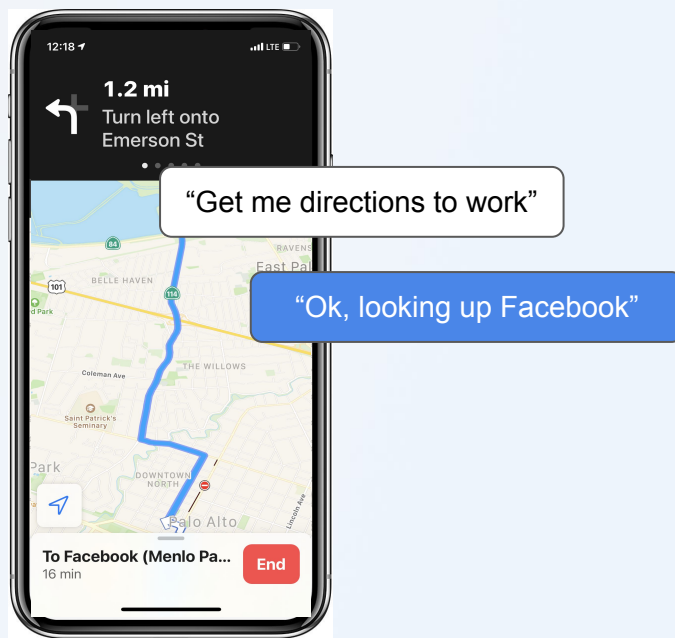 12:18
LTE
1.2 mi
Turn left onto
Emerson St
“Get me directions to work”
84
RAVENS
East Pal
101
BELLE HAVEN
114
“Ok, looking up Facebook”
d Park
THE WILLOWS
Coleman Ave
Saint Patrick's
Seminary
Park
DOWNTOWN
NORTH
Lincoln Ave
Palo Alto
To Facebook (Menlo Pa...
16 min
End